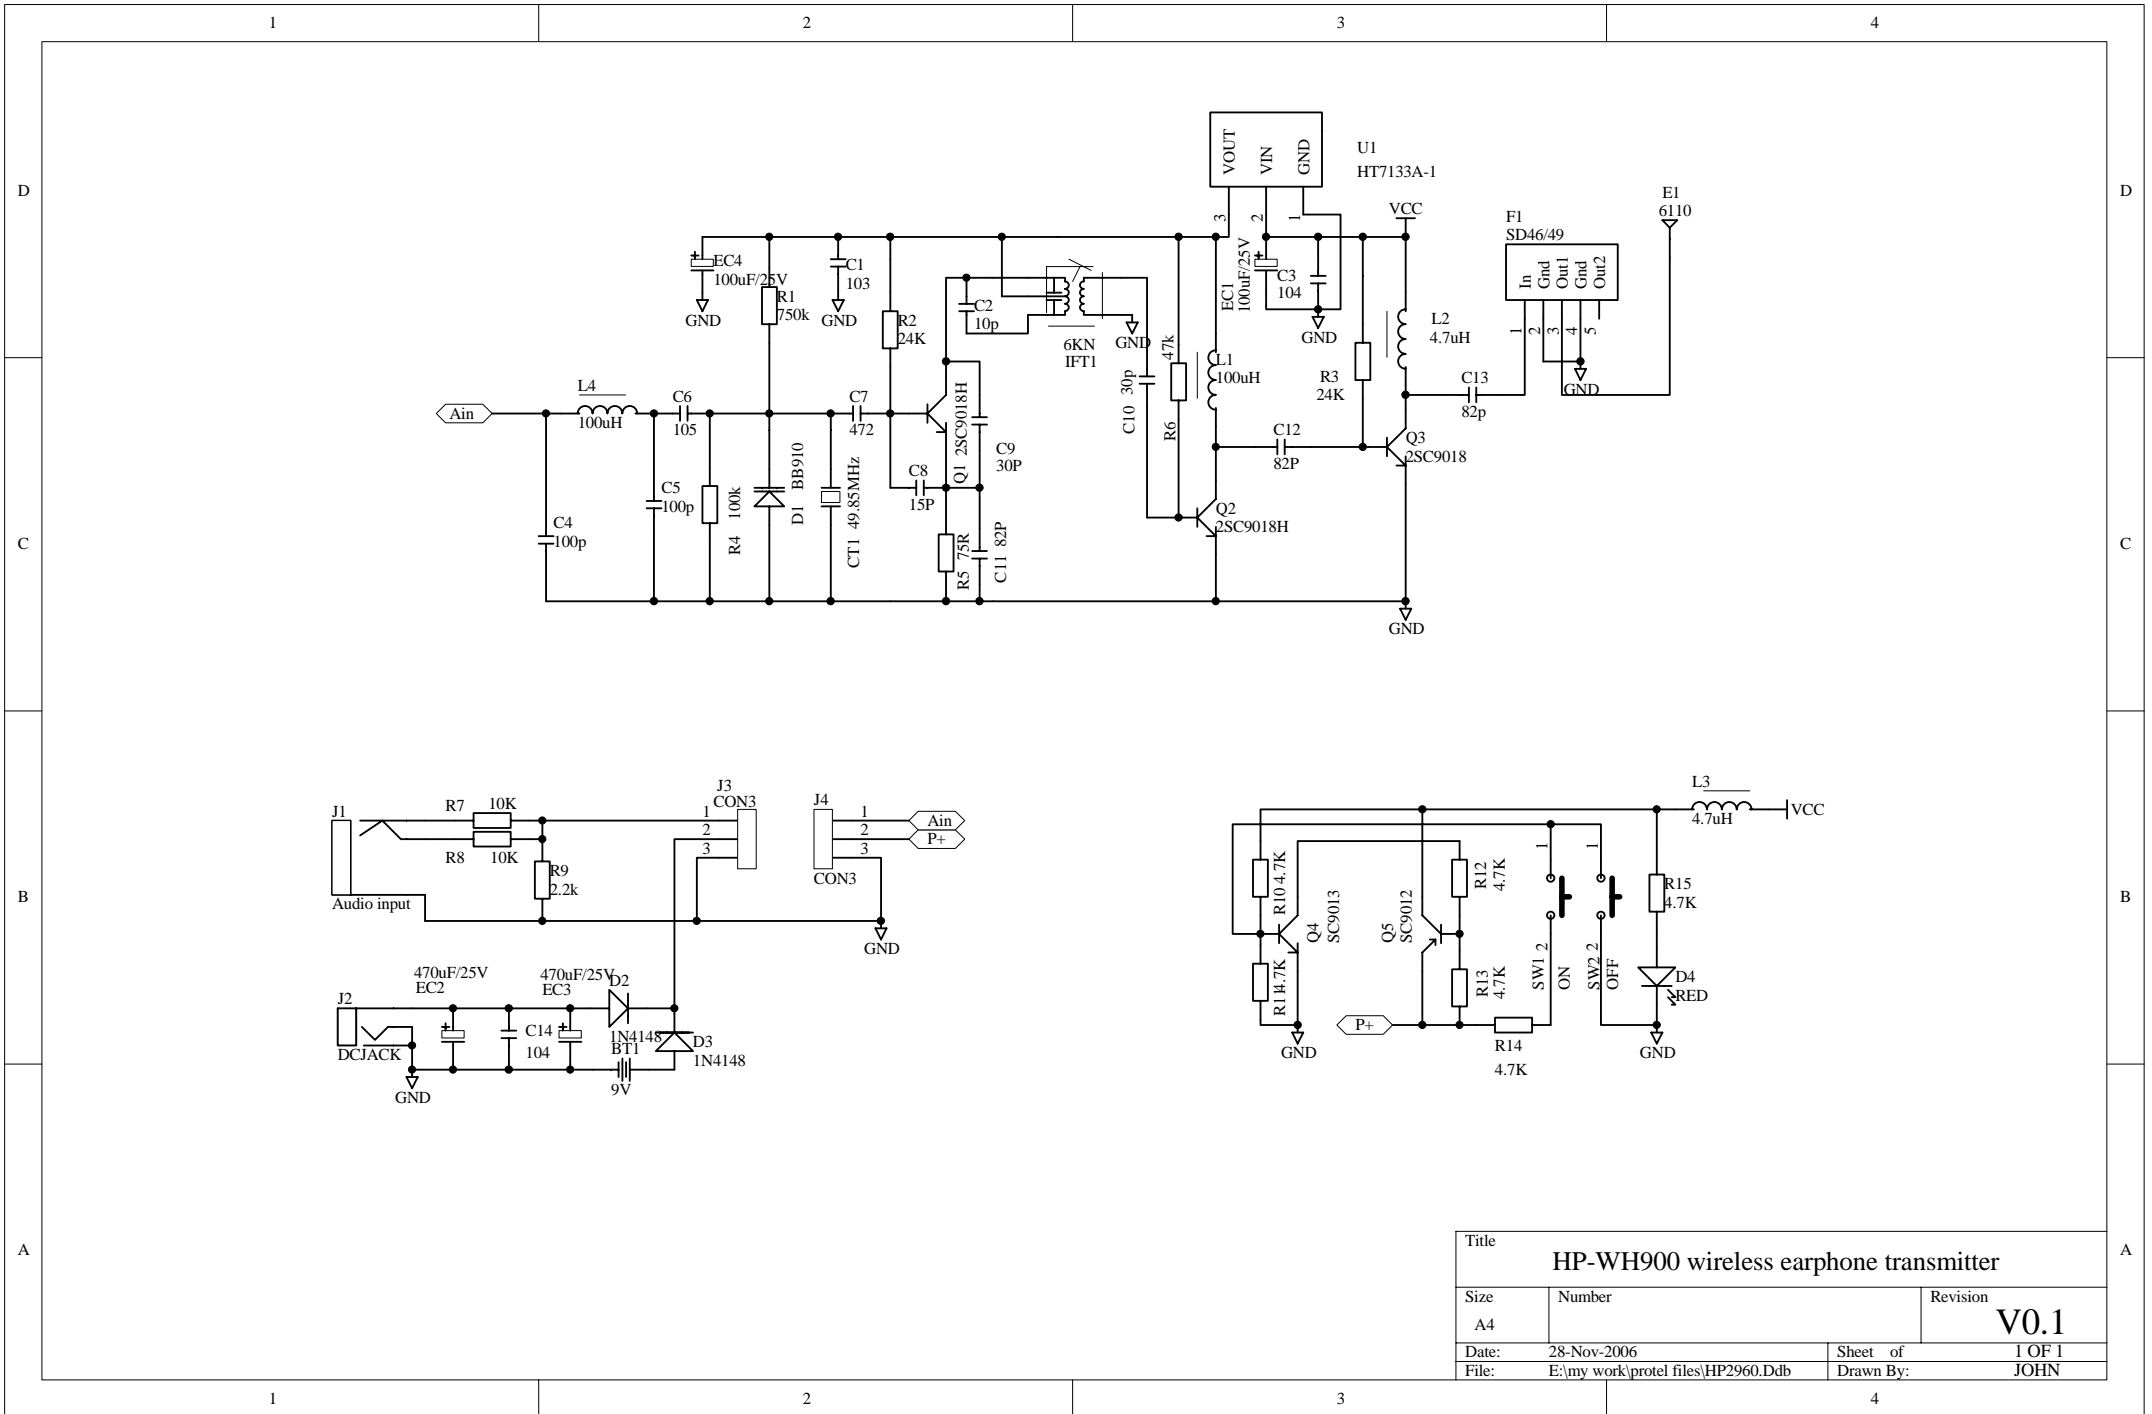 1 2 3 4
D D
C C
B B
A A
VOUT VIN GND
U1
HT7133A-1
3 2 1
VCC
EC4
100uF/25V
GND
R1
750k
C1
103
GND
R2
24K
C2
10p
6KN
IFT1
GND
C10 30p
47k
R6
EC1
100uF/25V
L1
100uH
C3
104
GND
R3
24K
L2
4.7uH
F1
SD46/49
In Gnd Out1 Gnd Out2
1 2 3 4 5
GND
E1
6110
C13
82p
Ain
L4
100uH
C6
105
C7
472
C4
100p
C5
100p
R4 100k
D1 BB910
CT1 49.85MHz
C8
15P
Q1 2SC9018H
C9
30P
R5 75R
C11 82P
C12
82P
Q2
2SC9018H
Q3
2SC9018
GND
J1
Audio input
R7 10K
R8 10K
R9
2.2k
J3
CON3
1
2
3
J4
CON3
1
2
3
Ain
P+
GND
470uF/25V
EC2
470uF/25V
EC3
D2
1N4148
J2
DCJACK
C14
104
BT1
9V
D3
1N4148
GND
R10 4.7K
R11 4.7K
Q4
SC9013
GND
Q5
SC9012
R12
4.7K
R13
4.7K
P+
R14
4.7K
1
SW1 2
ON
1
SW2 2
OFF
L3
4.7uH
VCC
R15
4.7K
D4
RED
GND
Title
HP-WH900 wireless earphone transmitter
Size
A4
Number
Revision
V0.1
Date: 28-Nov-2006 Sheet of 1 OF 1
File: E:\my work\protel files\HP2960.Ddb Drawn By: JOHN
1 2 3 4